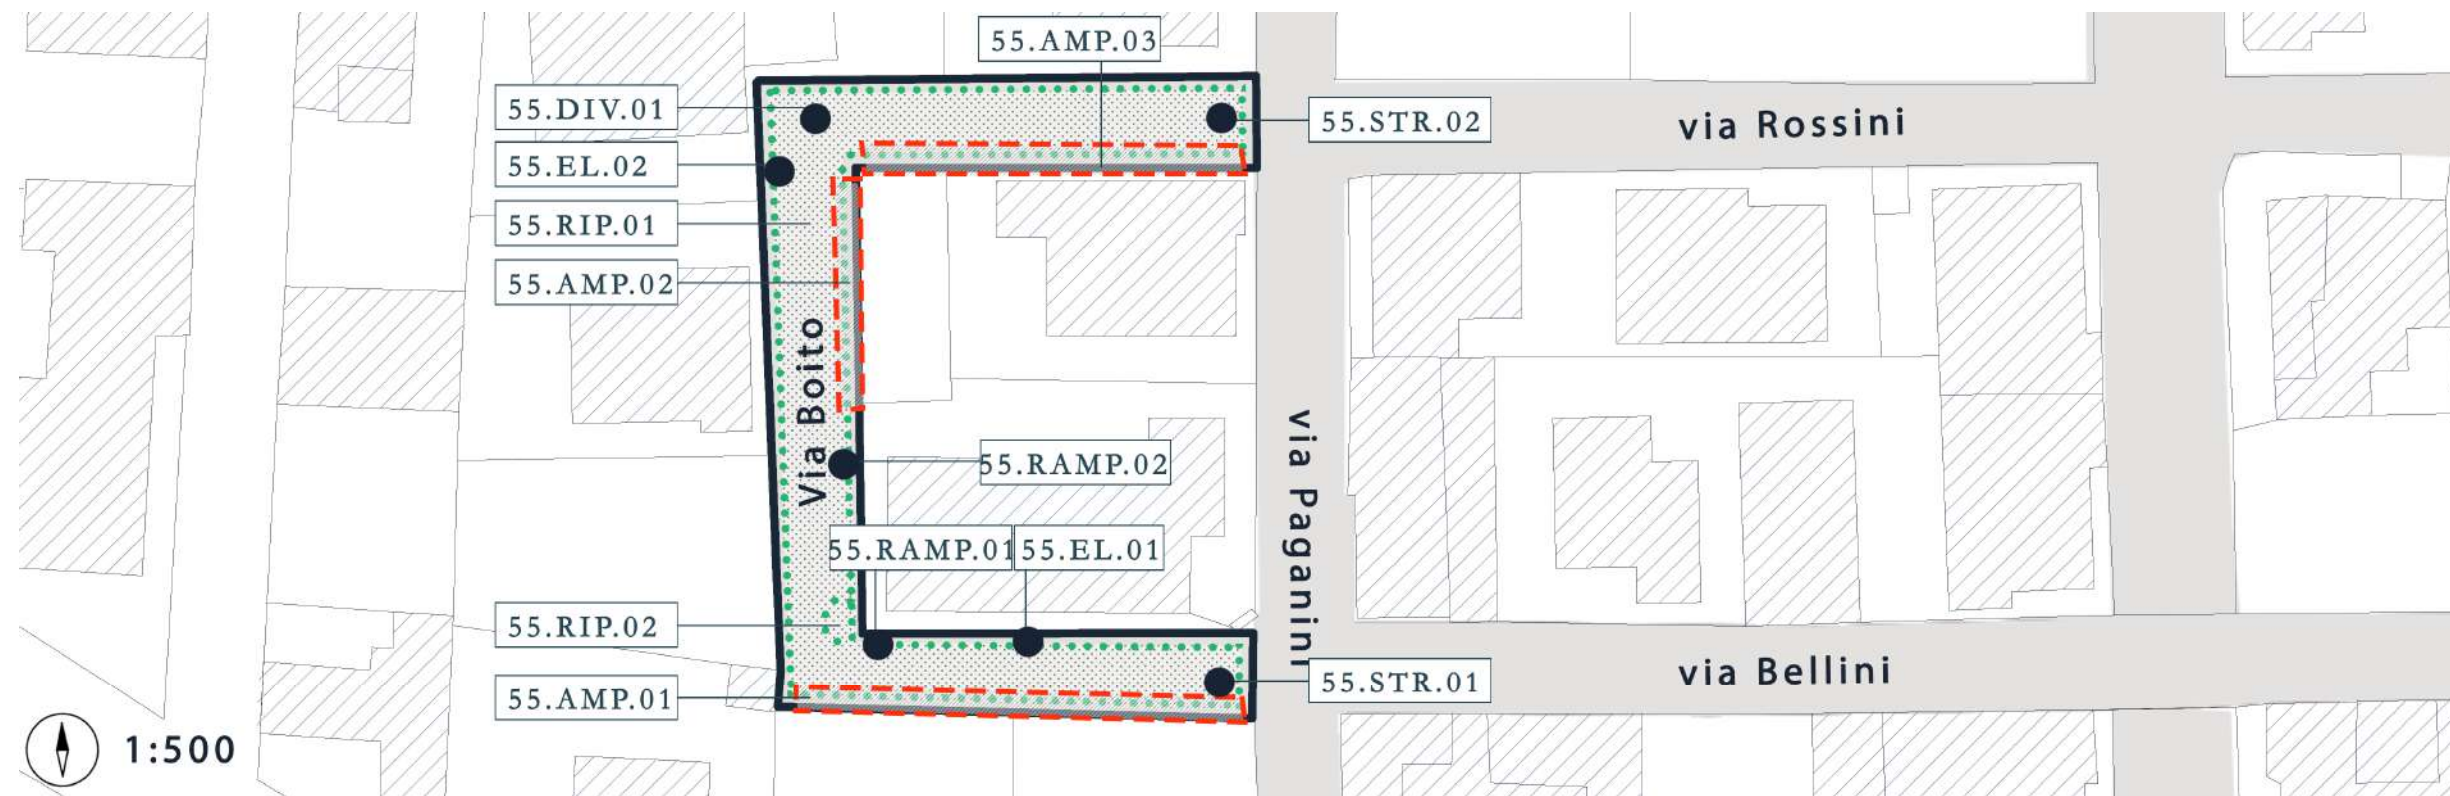 55.AMP.03
55.DIV.01
55.STR.02
via Rossini
55.EL.02
55.RIP.01
55.AMP.02
Via Boito
via Paganini
55.RAMP.02
55.RAMP.01
55.EL.01
55.RIP.02
55.AMP.01
55.STR.01
via Bellini
1:500